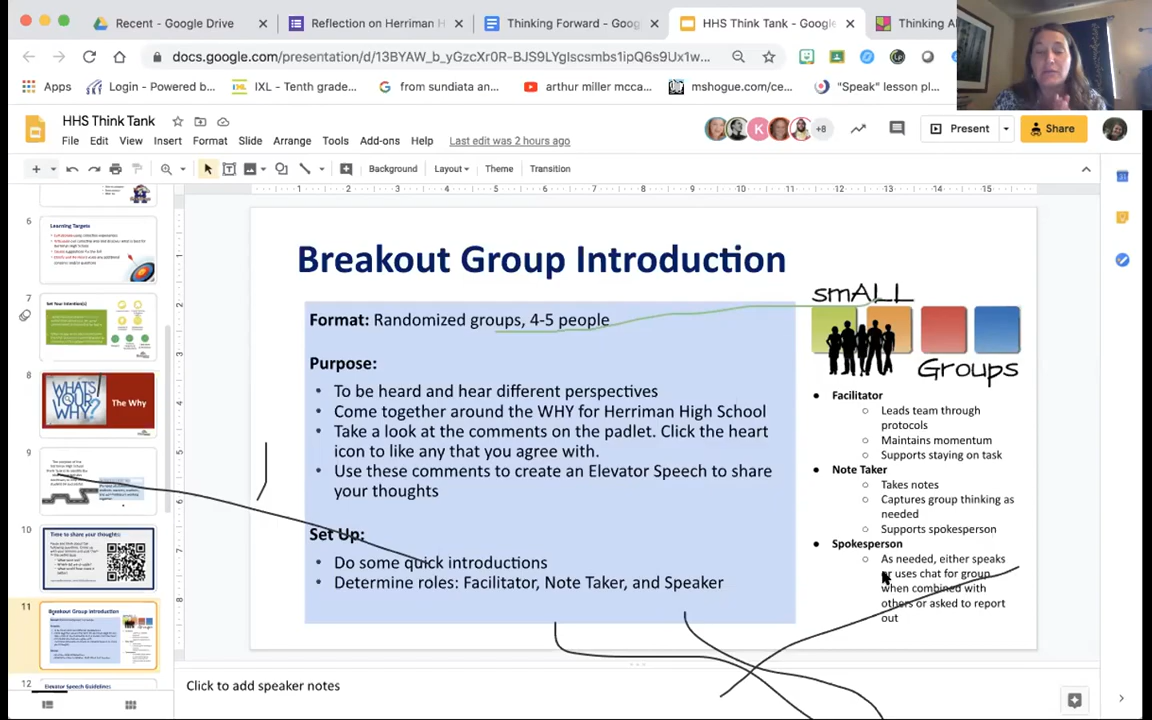 Recent - Google Drive
Reflection on Herriman H
Thinking Forward - Goog
HHS Think Tank - Google
Thinking Al
docs.google.com/presentation/d/13BYAW_b_yGzcXr0R-BJS9LYgIscsmbs1ipQ6s9Ux1w...
Apps
Login - Powered b...
IXL - Tenth grade...
from sundiata an...
arthur miller mcca...
mshogue.com/ce...
"Speak" lesson pl...
HHS Think Tank
File Edit View Insert Format Slide Arrange Tools Add-ons Help Last edit was 2 hours ago
K
+8
Present
Share
Background
Layout
Theme
Transition
6
Learning Targets
7
Set Your Intention(s)
8
WHAT'S YOUR WHY?
The Why
9
10
Time to share your thoughts
11
Breakout Group Introduction
12
Elevator Speech Guidelines
Breakout Group Introduction
Format: Randomized groups, 4-5 people
Purpose:
• To be heard and hear different perspectives
• Come together around the WHY for Herriman High School
• Take a look at the comments on the padlet. Click the heart
icon to like any that you agree with.
• Use these comments to create an Elevator Speech to share
your thoughts
Set Up:
• Do some quick introductions
• Determine roles: Facilitator, Note Taker, and Speaker
smALL
Groups
● Facilitator
○ Leads team through
protocols
○ Maintains momentum
○ Supports staying on task
● Note Taker
○ Takes notes
○ Captures group thinking as
needed
○ Supports spokesperson
● Spokesperson
○ As needed, either speaks
or uses chat for group
when combined with
others or asked to report
out
Click to add speaker notes